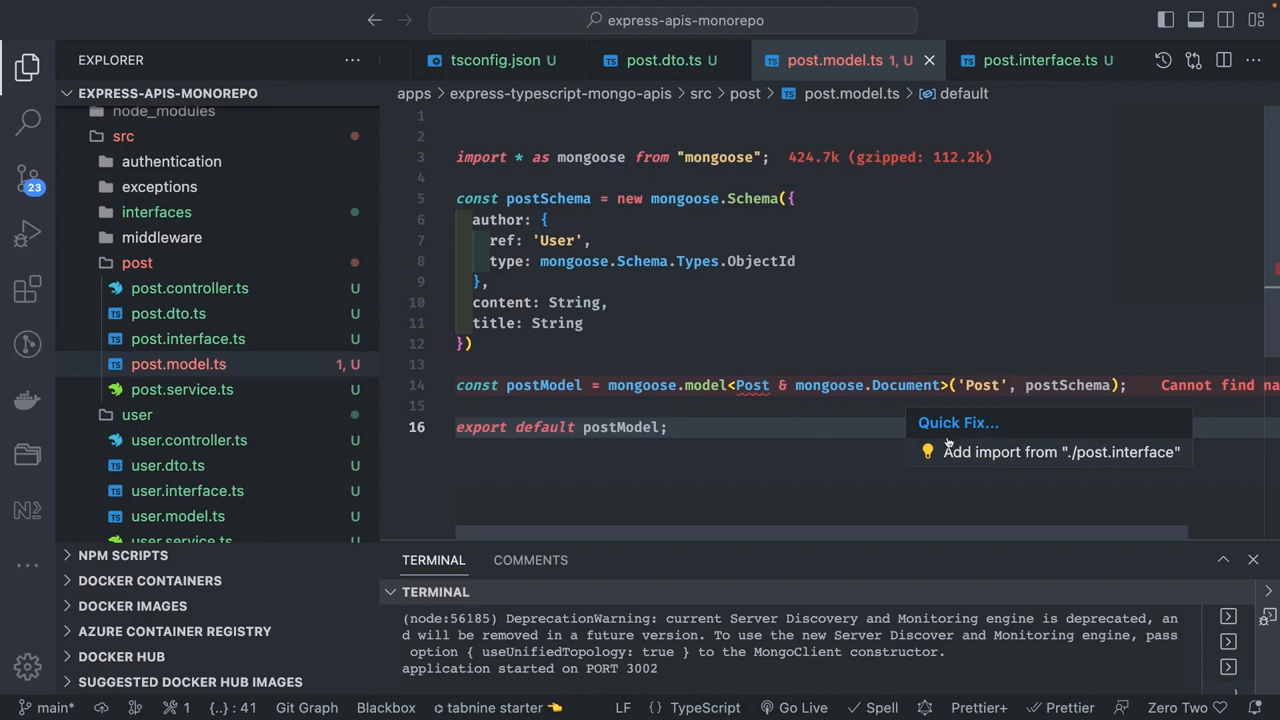 express-apis-monorepo
EXPLORER
EXPRESS-APIS-MONOREPO
node_modules
src
authentication
exceptions
interfaces
middleware
post
post.controller.ts U
post.dto.ts U
post.interface.ts U
post.model.ts 1, U
post.service.ts U
user
user.controller.ts U
user.dto.ts U
user.interface.ts U
user.model.ts U
user.service.ts U
NPM SCRIPTS
DOCKER CONTAINERS
DOCKER IMAGES
AZURE CONTAINER REGISTRY
DOCKER HUB
SUGGESTED DOCKER HUB IMAGES
23
TS tsconfig.json U
TS post.dto.ts U
TS post.model.ts 1, U
TS post.interface.ts U
apps > express-typescript-mongo-apis > src > post > TS post.model.ts > default
1
2
3 import * as mongoose from "mongoose"; 424.7k (gzipped: 112.2k)
4
5 const postSchema = new mongoose.Schema({
6 author: {
7 ref: 'User',
8 type: mongoose.Schema.Types.ObjectId
9 },
10 content: String,
11 title: String
12 })
13
14 const postModel = mongoose.model<Post & mongoose.Document>('Post', postSchema); Cannot find na
15
16 export default postModel;
Quick Fix...
Add import from "./post.interface"
TERMINAL COMMENTS
TERMINAL
(node:56185) DeprecationWarning: current Server Discovery and Monitoring engine is deprecated, an
d will be removed in a future version. To use the new Server Discover and Monitoring engine, pass
option { useUnifiedTopology: true } to the MongoClient constructor.
application started on PORT 3002
main* 1 {..} : 41 Git Graph Blackbox tabnine starter 👈 LF {} TypeScript Go Live Spell Prettier+ Prettier Zero Two